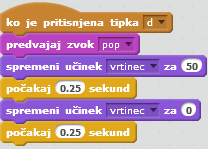 ko je pritisnjena tipka d
predvajaj zvok pop
spremeni učinek vrtinec za 50
počakaj 0.25 sekund
spremeni učinek vrtinec za 0
počakaj 0.25 sekund